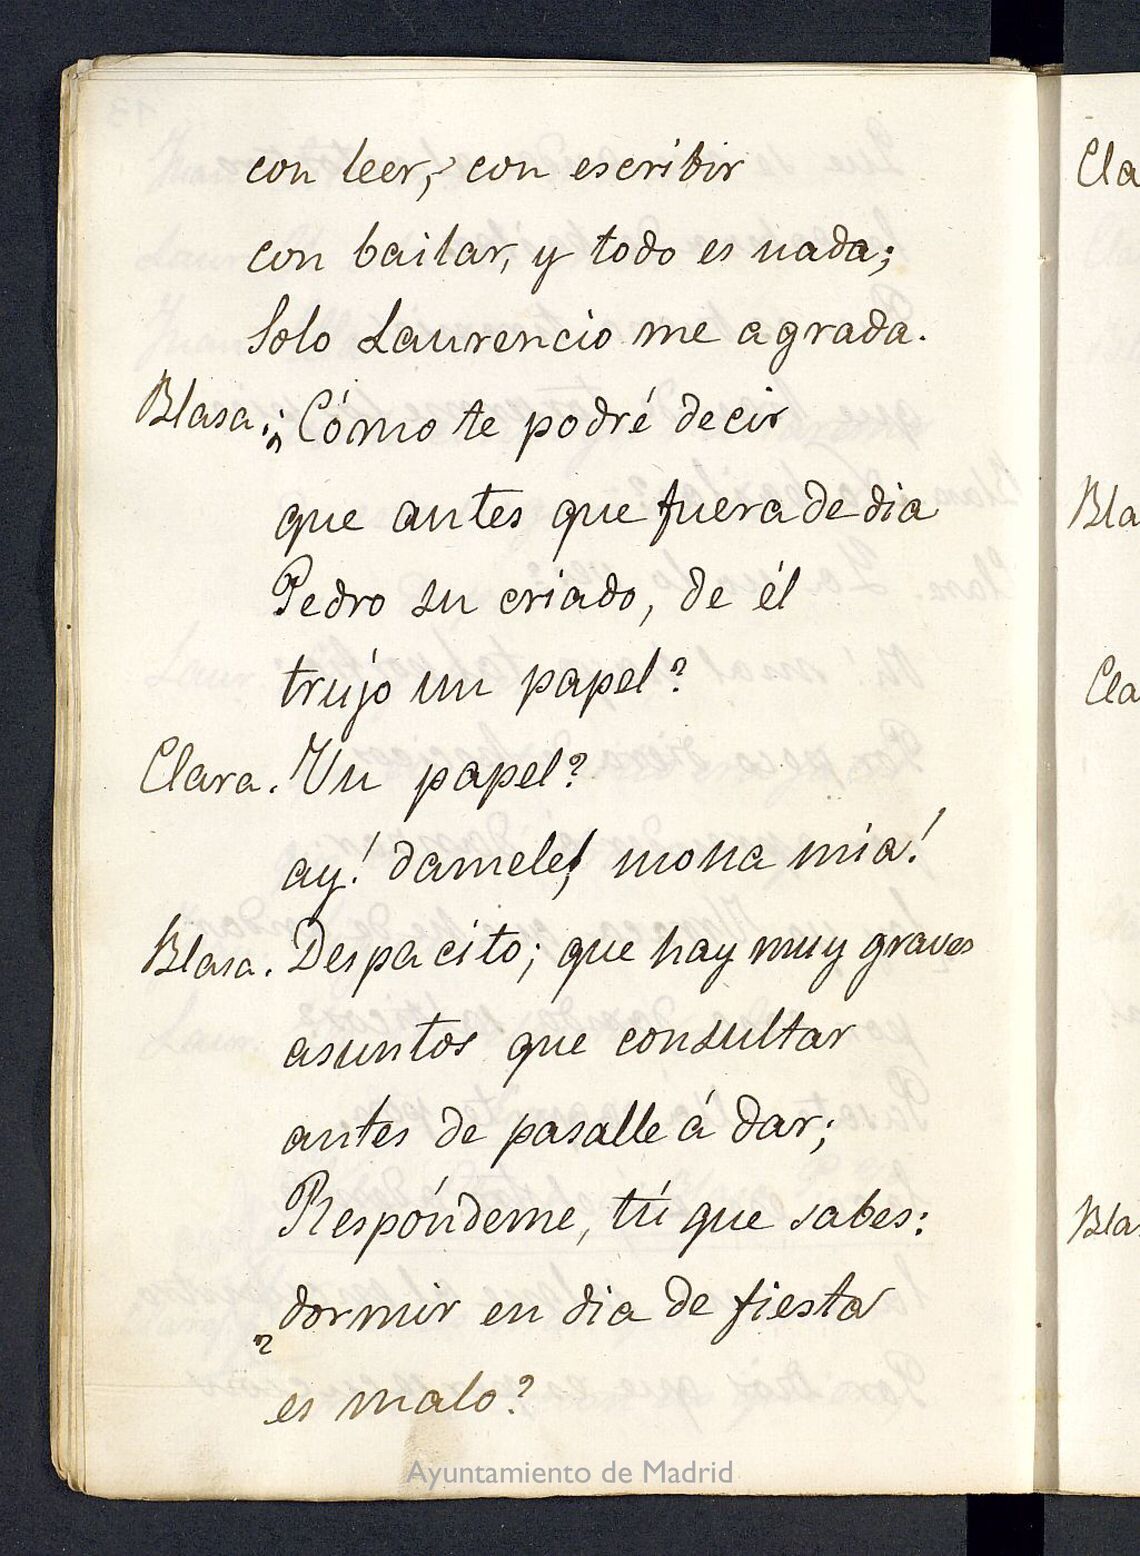 con leer, con escribir
con bailar, y todo es nada;
Solo Laurencio me agrada.
Blasa. ¿Cómo te podré decir
que antes que fuera de dia
Pedro su criado, de él
trujo un papel?
Clara. Un papel?
ay! damele, mona mia!
Blasa. Despacito; que hay muy graves
asuntos que consultar
antes de pasalle á dar;
Respóndeme, tú que sabes:
¿dormir en dia de fiesta
es malo?
Cla
Bla
Cla
Bla
Ayuntamiento de Madrid